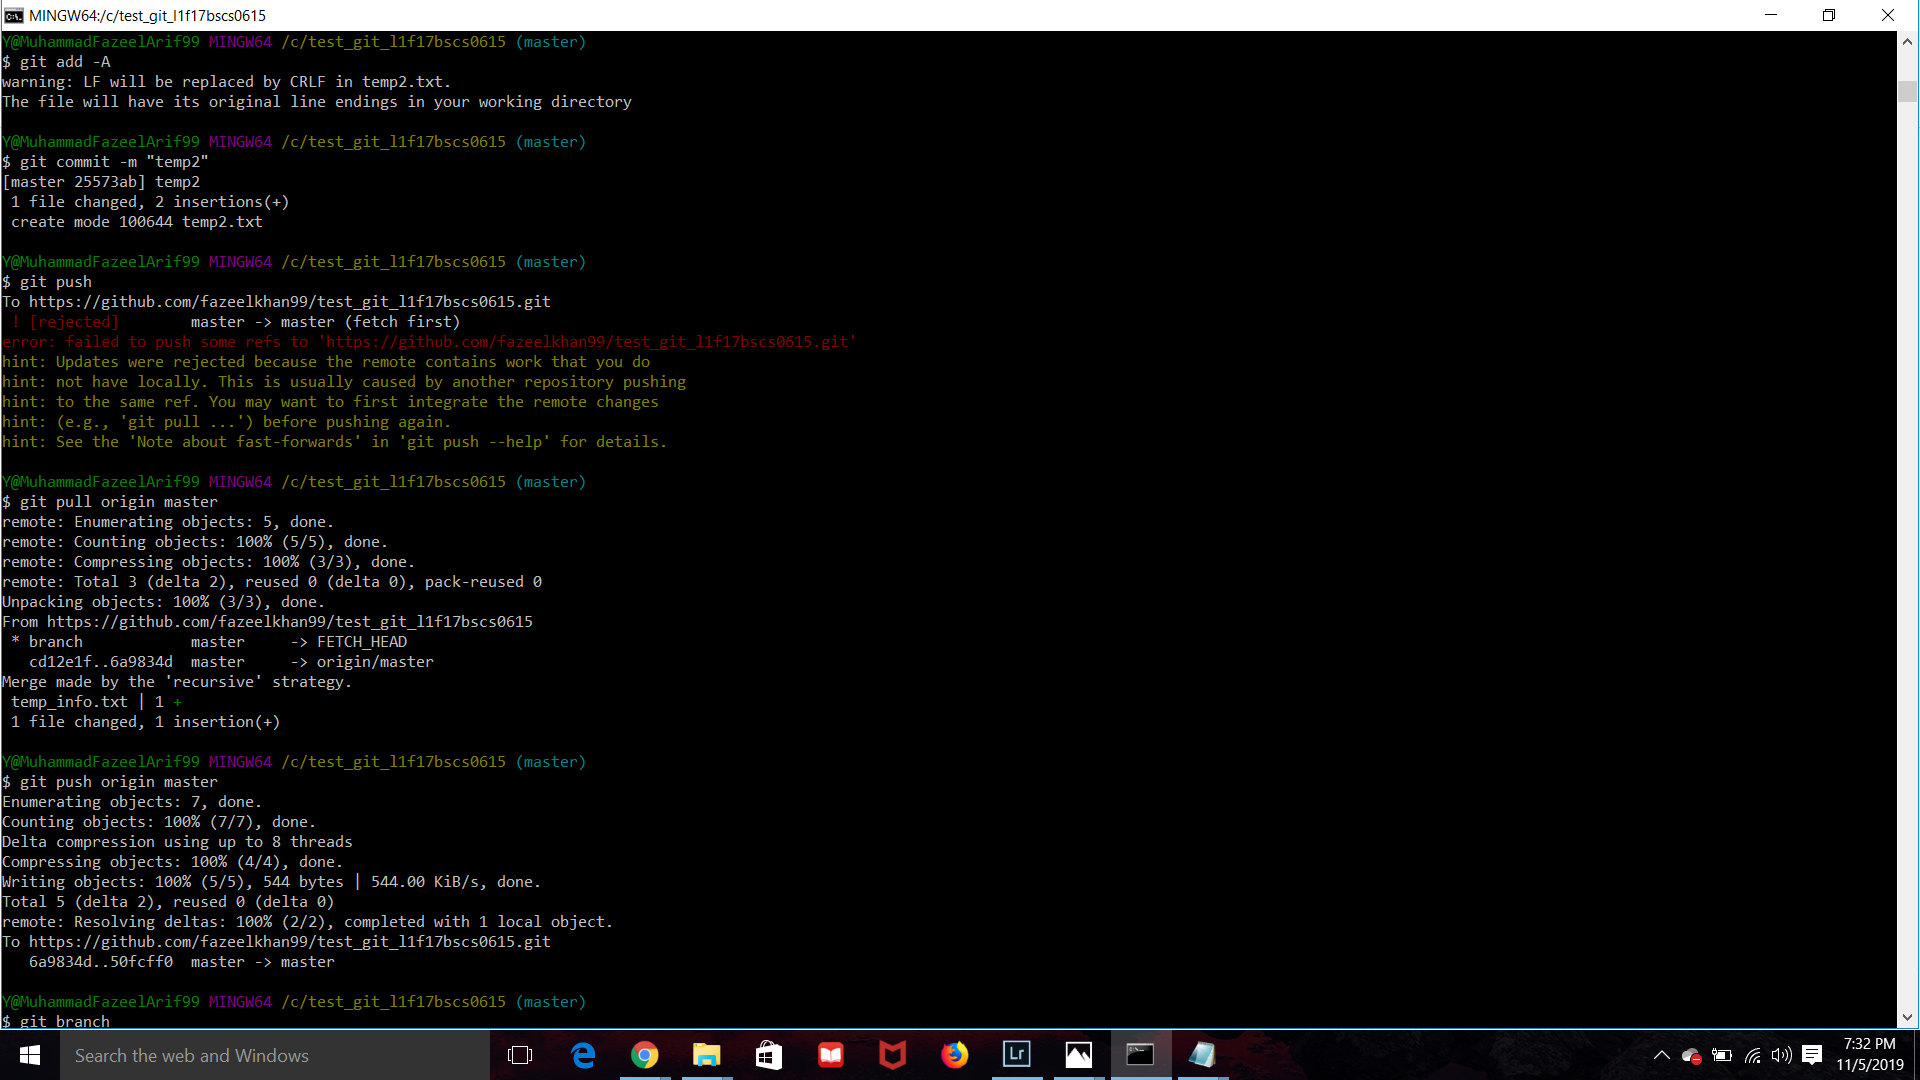 MINGW64:/c/test_git_l1f17bscs0615
Y@MuhammadFazeelArif99 MINGW64 /c/test_git_l1f17bscs0615 (master)
$ git add -A
warning: LF will be replaced by CRLF in temp2.txt.
The file will have its original line endings in your working directory
Y@MuhammadFazeelArif99 MINGW64 /c/test_git_l1f17bscs0615 (master)
$ git commit -m "temp2"
[master 25573ab] temp2
 1 file changed, 2 insertions(+)
 create mode 100644 temp2.txt
Y@MuhammadFazeelArif99 MINGW64 /c/test_git_l1f17bscs0615 (master)
$ git push
To https://github.com/fazeelkhan99/test_git_l1f17bscs0615.git
 ! [rejected]        master -> master (fetch first)
error: failed to push some refs to 'https://github.com/fazeelkhan99/test_git_l1f17bscs0615.git'
hint: Updates were rejected because the remote contains work that you do
hint: not have locally. This is usually caused by another repository pushing
hint: to the same ref. You may want to first integrate the remote changes
hint: (e.g., 'git pull ...') before pushing again.
hint: See the 'Note about fast-forwards' in 'git push --help' for details.
Y@MuhammadFazeelArif99 MINGW64 /c/test_git_l1f17bscs0615 (master)
$ git pull origin master
remote: Enumerating objects: 5, done.
remote: Counting objects: 100% (5/5), done.
remote: Compressing objects: 100% (3/3), done.
remote: Total 3 (delta 2), reused 0 (delta 0), pack-reused 0
Unpacking objects: 100% (3/3), done.
From https://github.com/fazeelkhan99/test_git_l1f17bscs0615
 * branch            master     -> FETCH_HEAD
   cd12e1f..6a9834d  master     -> origin/master
Merge made by the 'recursive' strategy.
 temp_info.txt | 1 +
 1 file changed, 1 insertion(+)
Y@MuhammadFazeelArif99 MINGW64 /c/test_git_l1f17bscs0615 (master)
$ git push origin master
Enumerating objects: 7, done.
Counting objects: 100% (7/7), done.
Delta compression using up to 8 threads
Compressing objects: 100% (4/4), done.
Writing objects: 100% (5/5), 544 bytes | 544.00 KiB/s, done.
Total 5 (delta 2), reused 0 (delta 0)
remote: Resolving deltas: 100% (2/2), completed with 1 local object.
To https://github.com/fazeelkhan99/test_git_l1f17bscs0615.git
   6a9834d..50fcff0  master -> master
Y@MuhammadFazeelArif99 MINGW64 /c/test_git_l1f17bscs0615 (master)
$ git branch
Search the web and Windows
Lr
7:32 PM
11/5/2019